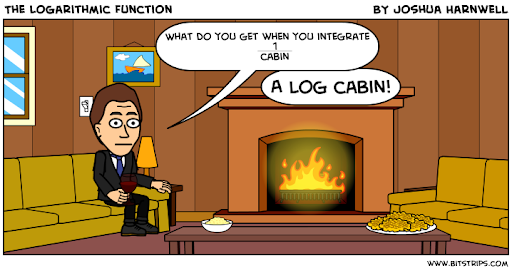 THE LOGARITHMIC FUNCTION
BY JOSHUA HARNWELL
WHAT DO YOU GET WHEN YOU INTEGRATE
1
CABIN
A LOG CABIN!
WWW.BITSTRIPS.COM